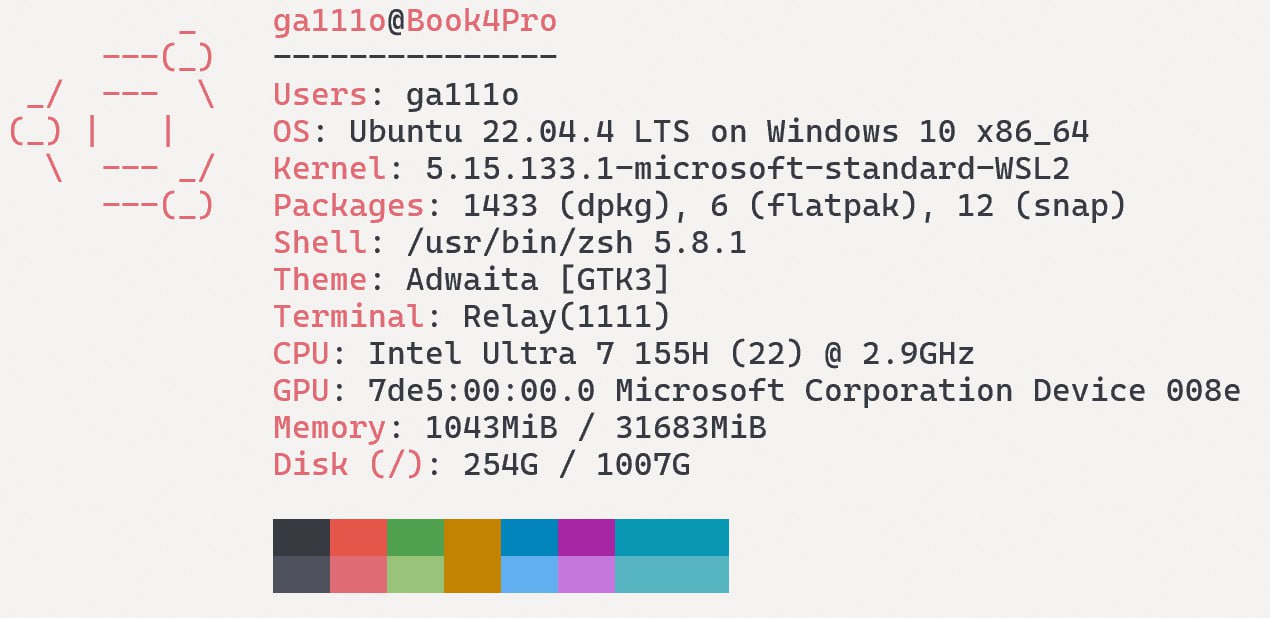 ga111o@Book4Pro
---------------
Users: ga111o
OS: Ubuntu 22.04.4 LTS on Windows 10 x86_64
Kernel: 5.15.133.1-microsoft-standard-WSL2
Packages: 1433 (dpkg), 6 (flatpak), 12 (snap)
Shell: /usr/bin/zsh 5.8.1
Theme: Adwaita [GTK3]
Terminal: Relay(1111)
CPU: Intel Ultra 7 155H (22) @ 2.9GHz
GPU: 7de5:00:00.0 Microsoft Corporation Device 008e
Memory: 1043MiB / 31683MiB
Disk (/): 254G / 1007G